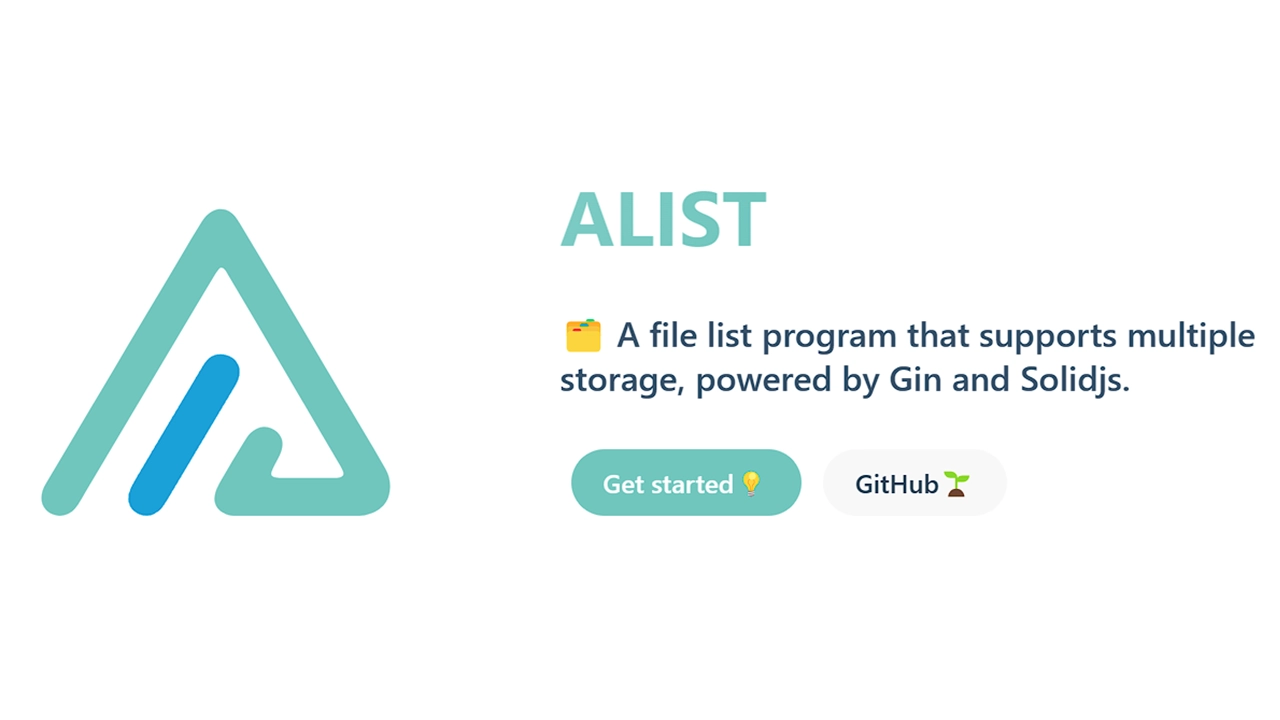 ALIST
🗂️ A file list program that supports multiple
storage, powered by Gin and Solidjs.
Get started 💡
GitHub 🌱